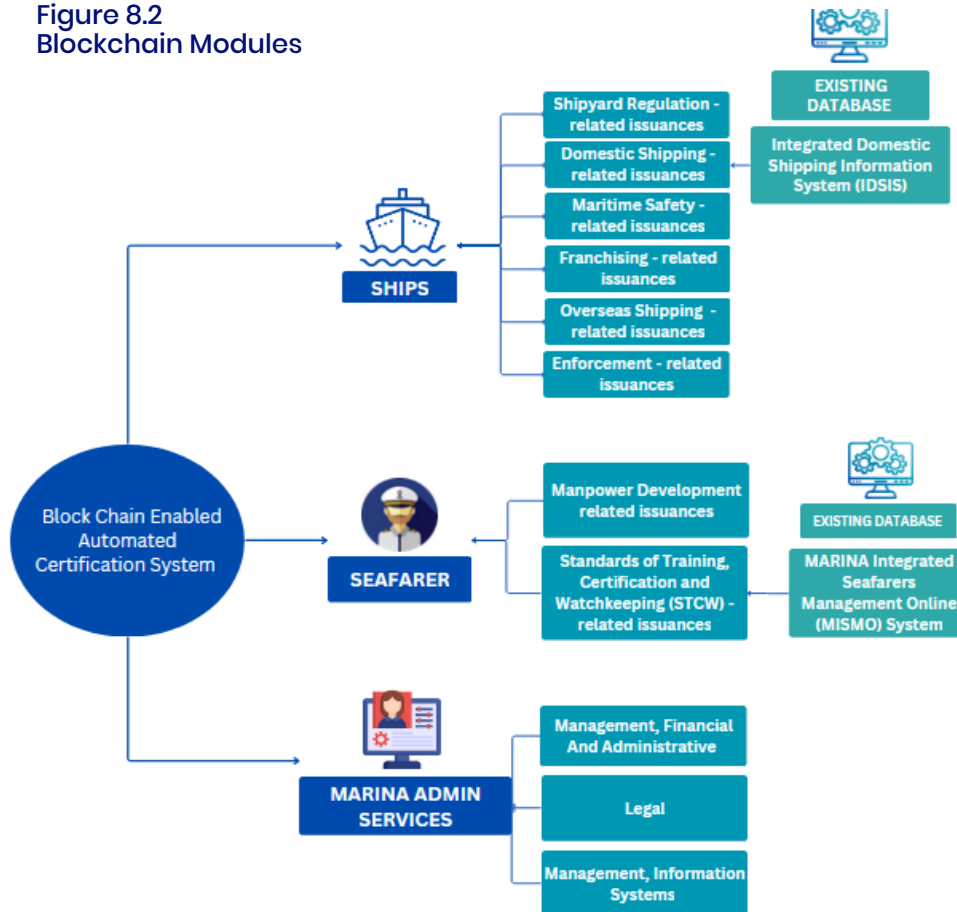 Figure 8.2
Blockchain Modules
EXISTING
DATABASE
Shipyard Regulation -
related issuances
Domestic Shipping -
related issuances
Integrated Domestic
Shipping Information
System (IDSIS)
Maritime Safety -
related issuances
Franchising - related
issuances
SHIPS
Overseas Shipping -
related issuances
Enforcement - related
issuances
Block Chain Enabled
Automated
Certification System
Manpower Development
related issuances
EXISTING DATABASE
SEAFARER
Standards of Training,
Certification and
Watchkeeping (STCW) -
related issuances
MARINA Integrated
Seafarers
Management Online
(MISMO) System
MARINA ADMIN
SERVICES
Management, Financial
And Administrative
Legal
Management, Information
Systems